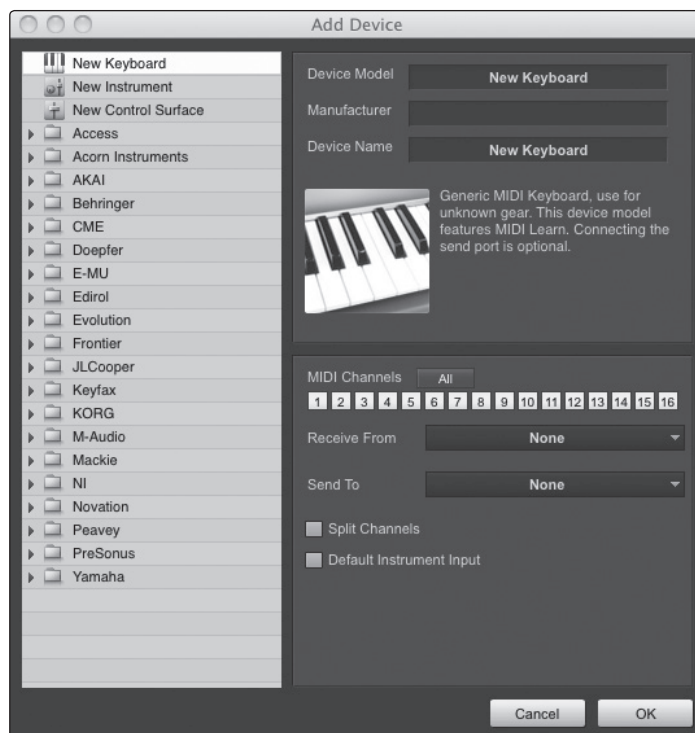 Add Device
New Keyboard
New Instrument
New Control Surface
Access
Acorn Instruments
AKAI
Behringer
CME
Doepfer
E-MU
Edirol
Evolution
Frontier
JLCooper
Keyfax
KORG
M-Audio
Mackie
NI
Novation
Peavey
PreSonus
Yamaha
Device Model New Keyboard
Manufacturer
Device Name New Keyboard
Generic MIDI Keyboard, use for
unknown gear. This device model
features MIDI Learn. Connecting the
send port is optional.
MIDI Channels All
1 2 3 4 5 6 7 8 9 10 11 12 13 14 15 16
Receive From None
Send To None
Split Channels
Default Instrument Input
Cancel OK